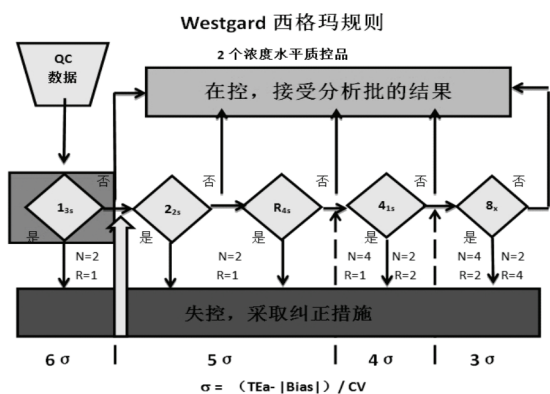 Westgard 西格玛规则
2 个浓度水平质控品
QC
数据
在控，接受分析批的结果
否 否 否 否 否
1₃s 2₂s R₄s 4₁s 8x
是 是 是 是 是
N=2 N=2 N=4 N=2 N=4 N=2
R=1 R=1 R=1 R=2 R=2 R=4
失控，采取纠正措施
6 σ 5 σ 4 σ 3 σ
σ = （TEa- |Bias|）/ CV